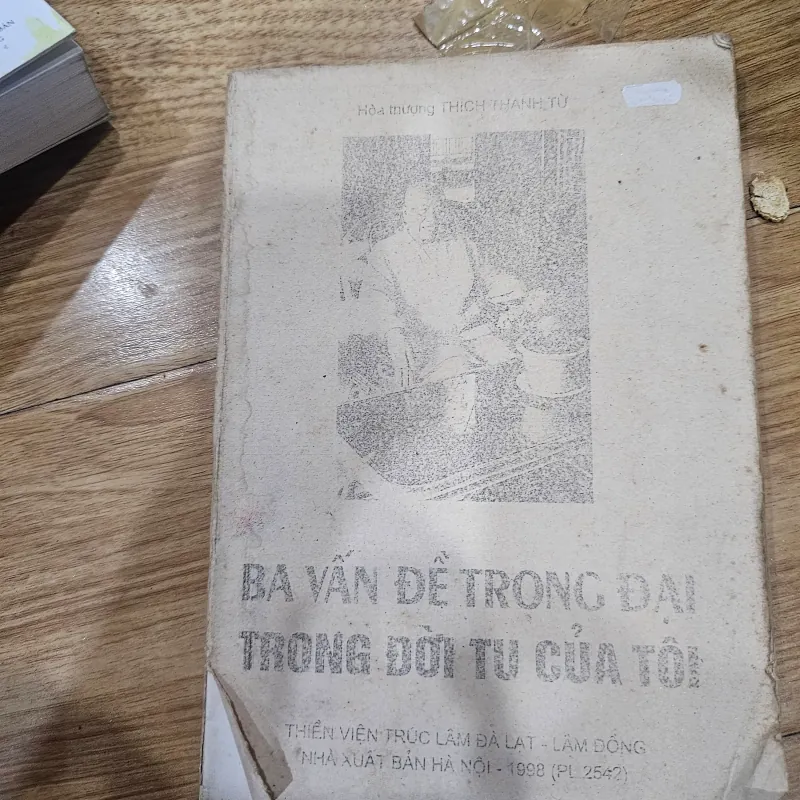 Hòa thượng THÍCH THANH TỪ
BA VẤN ĐỀ TRONG ĐẠI
TRONG ĐỜI TU CỦA TÔI
THIỀN VIỆN TRÚC LÂM ĐÀ LẠT - LÂM ĐỒNG
NHÀ XUẤT BẢN HÀ NỘI - 1998 (PL 2542)